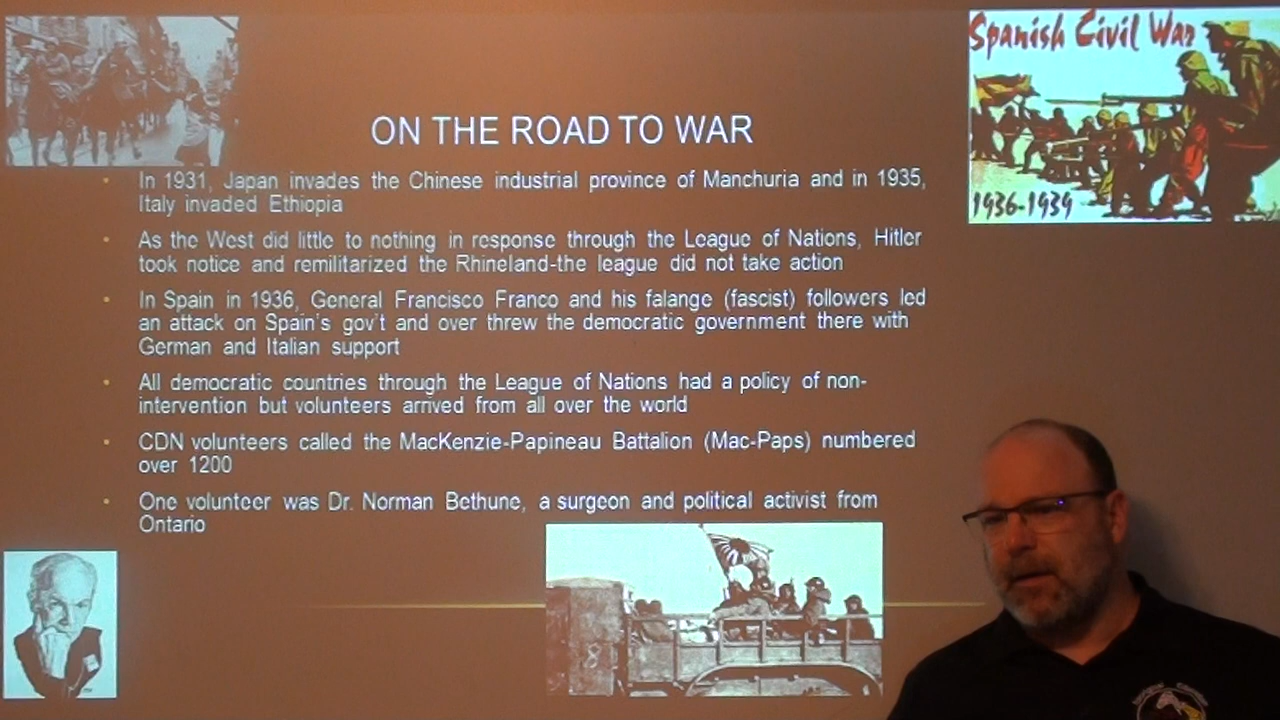 Spanish Civil War
ON THE ROAD TO WAR
In 1931, Japan invades the Chinese industrial province of Manchuria and in 1935,
Italy invaded Ethiopia
As the West did little to nothing in response through the League of Nations, Hitler
took notice and remilitarized the Rhineland-the league did not take action
In Spain in 1936, General Francisco Franco and his falange (fascist) followers led
an attack on Spain's gov't and over threw the democratic government there with
German and Italian support
All democratic countries through the League of Nations had a policy of non-
intervention but volunteers arrived from all over the world
CDN volunteers called the MacKenzie-Papineau Battalion (Mac-Paps) numbered
over 1200
One volunteer was Dr. Norman Bethune, a surgeon and political activist from
Ontario
1936-1939
8